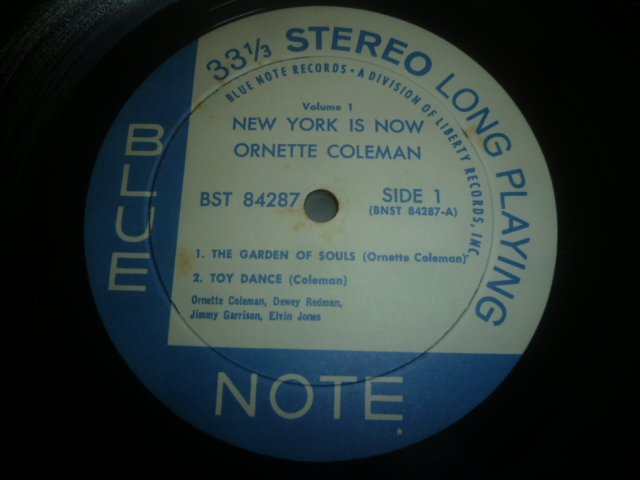 33 1/3 STEREO LONG PLAYING
BLUE NOTE RECORDS • A DIVISION OF LIBERTY RECORDS, INC.
Volume 1
NEW YORK IS NOW
ORNETTE COLEMAN
BST 84287
SIDE 1
(BNST 84287-A)
1. THE GARDEN OF SOULS (Ornette Coleman)
2. TOY DANCE (Coleman)
Ornette Coleman, Dewey Redman,
Jimmy Garrison, Elvin Jones
BLUE
NOTE